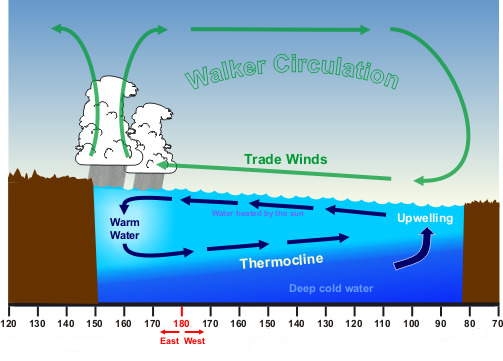 Walker Circulation
Trade Winds
Water heated by the sun
Upwelling
Warm
Water
Thermocline
Deep cold water
120 130 140 150 160 170 180 170 160 150 140 130 120 110 100 90 80 70
East West